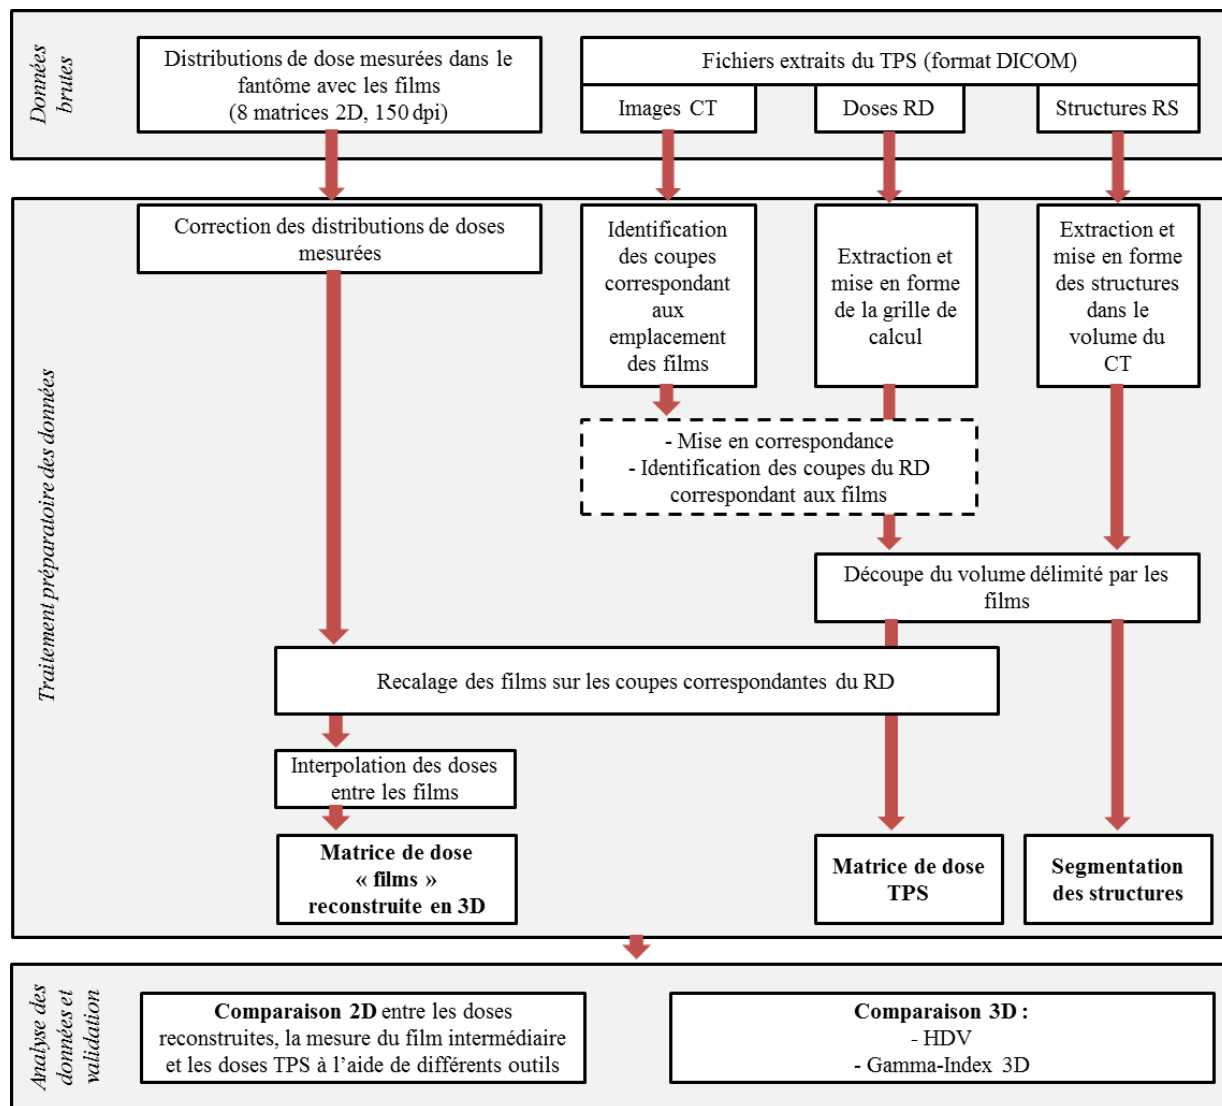 Données
brutes
Distributions de dose mesurées dans le
fantôme avec les films
(8 matrices 2D, 150 dpi)
Fichiers extraits du TPS (format DICOM)
Images CT
Doses RD
Structures RS
Traitement préparatoire des données
Correction des distributions de doses
mesurées
Identification
des coupes
correspondant
aux
emplacement
des films
Extraction et
mise en forme
de la grille de
calcul
Extraction et
mise en forme
des structures
dans le
volume du
CT
- Mise en correspondance
- Identification des coupes du RD
correspondant aux films
Découpe du volume délimité par les
films
Recalage des films sur les coupes correspondantes du RD
Interpolation des doses
entre les films
Matrice de dose
« films »
reconstruite en 3D
Matrice de dose
TPS
Segmentation
des structures
Analyse des
données et
validation
Comparaison 2D entre les doses
reconstruites, la mesure du film intermédiaire
et les doses TPS à l'aide de différents outils
Comparaison 3D :
- HDV
- Gamma-Index 3D